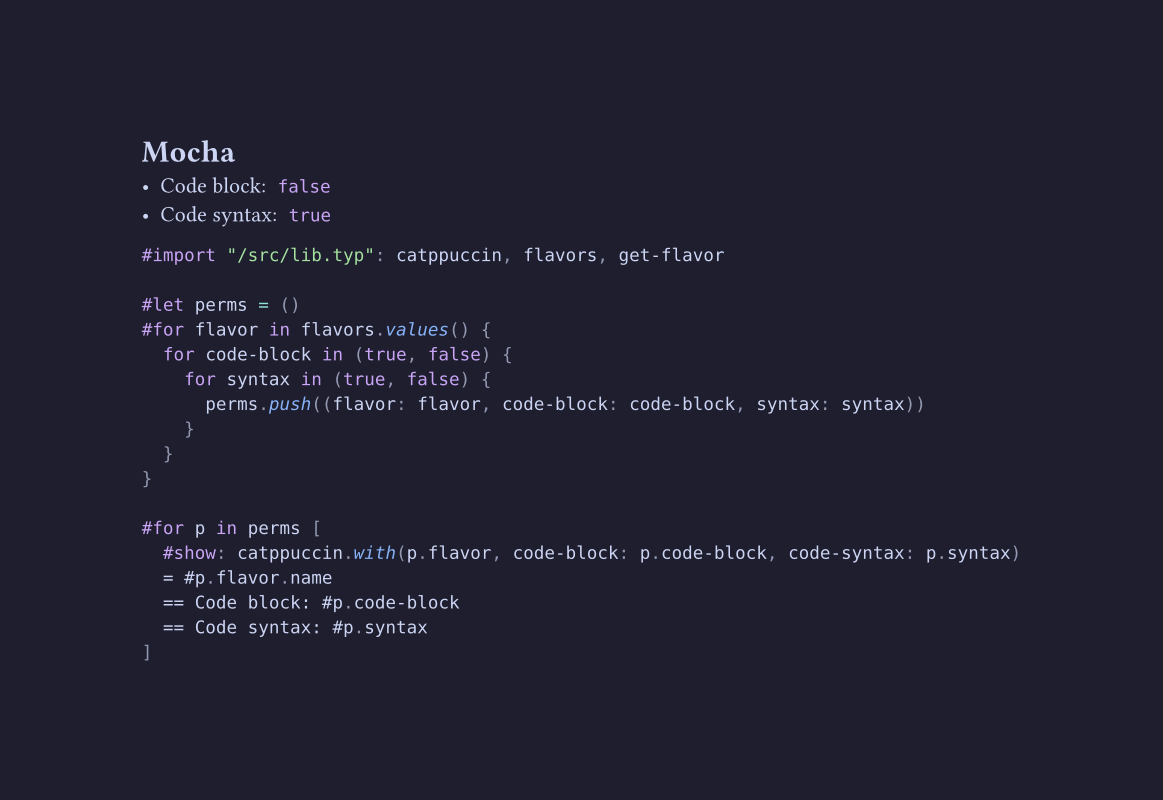 Mocha
• Code block: false
• Code syntax: true
#import "/src/lib.typ": catppuccin, flavors, get-flavor

#let perms = ()
#for flavor in flavors.values() {
  for code-block in (true, false) {
    for syntax in (true, false) {
      perms.push((flavor: flavor, code-block: code-block, syntax: syntax))
    }
  }
}

#for p in perms [
  #show: catppuccin.with(p.flavor, code-block: p.code-block, code-syntax: p.syntax)
  = #p.flavor.name
  == Code block: #p.code-block
  == Code syntax: #p.syntax
]